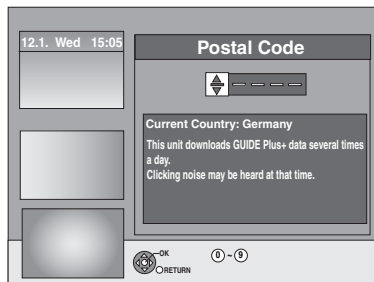 12.1. Wed 15:05
Postal Code
Current Country: Germany
This unit downloads GUIDE Plus+ data several times
a day.
Clicking noise may be heard at that time.
OK
RETURN
0 ~ 9